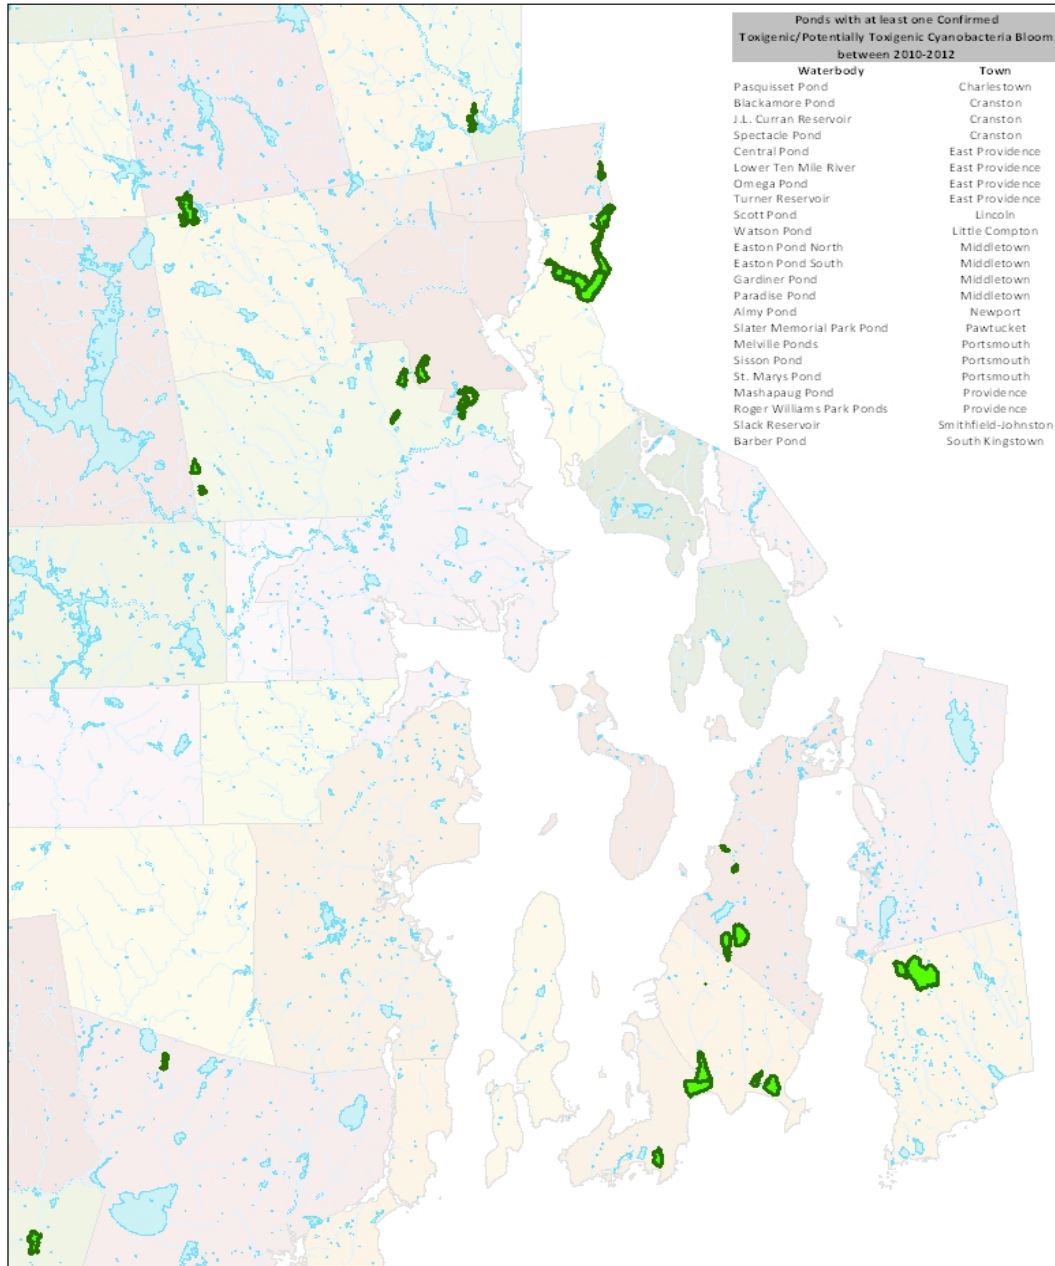 Ponds with at least one Confirmed
Toxigenic/Potentially Toxigenic Cyanobacteria Bloom
between 2010-2012
Waterbody Town
Pasquisset Pond Charlestown
Blackamore Pond Cranston
J.L. Curran Reservoir Cranston
Spectacle Pond Cranston
Central Pond East Providence
Lower Ten Mile River East Providence
Omega Pond East Providence
Turner Reservoir East Providence
Scott Pond Lincoln
Watson Pond Little Compton
Easton Pond North Middletown
Easton Pond South Middletown
Gardiner Pond Middletown
Paradise Pond Middletown
Almy Pond Newport
Slater Memorial Park Pond Pawtucket
Melville Ponds Portsmouth
Sisson Pond Portsmouth
St. Marys Pond Portsmouth
Mashapaug Pond Providence
Roger Williams Park Ponds Providence
Slack Reservoir Smithfield-Johnston
Barber Pond South Kingstown